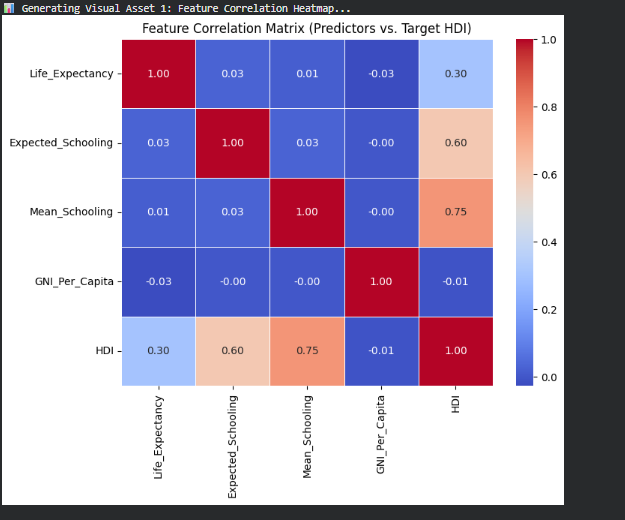 📊 Generating Visual Asset 1: Feature Correlation Heatmap...
Feature Correlation Matrix (Predictors vs. Target HDI)
Life_Expectancy 1.00 0.03 0.01 -0.03 0.30
Expected_Schooling 0.03 1.00 0.03 -0.00 0.60
Mean_Schooling 0.01 0.03 1.00 -0.00 0.75
GNI_Per_Capita -0.03 -0.00 -0.00 1.00 -0.01
HDI 0.30 0.60 0.75 -0.01 1.00
Life_Expectancy
Expected_Schooling
Mean_Schooling
GNI_Per_Capita
HDI
1.0
0.8
0.6
0.4
0.2
0.0